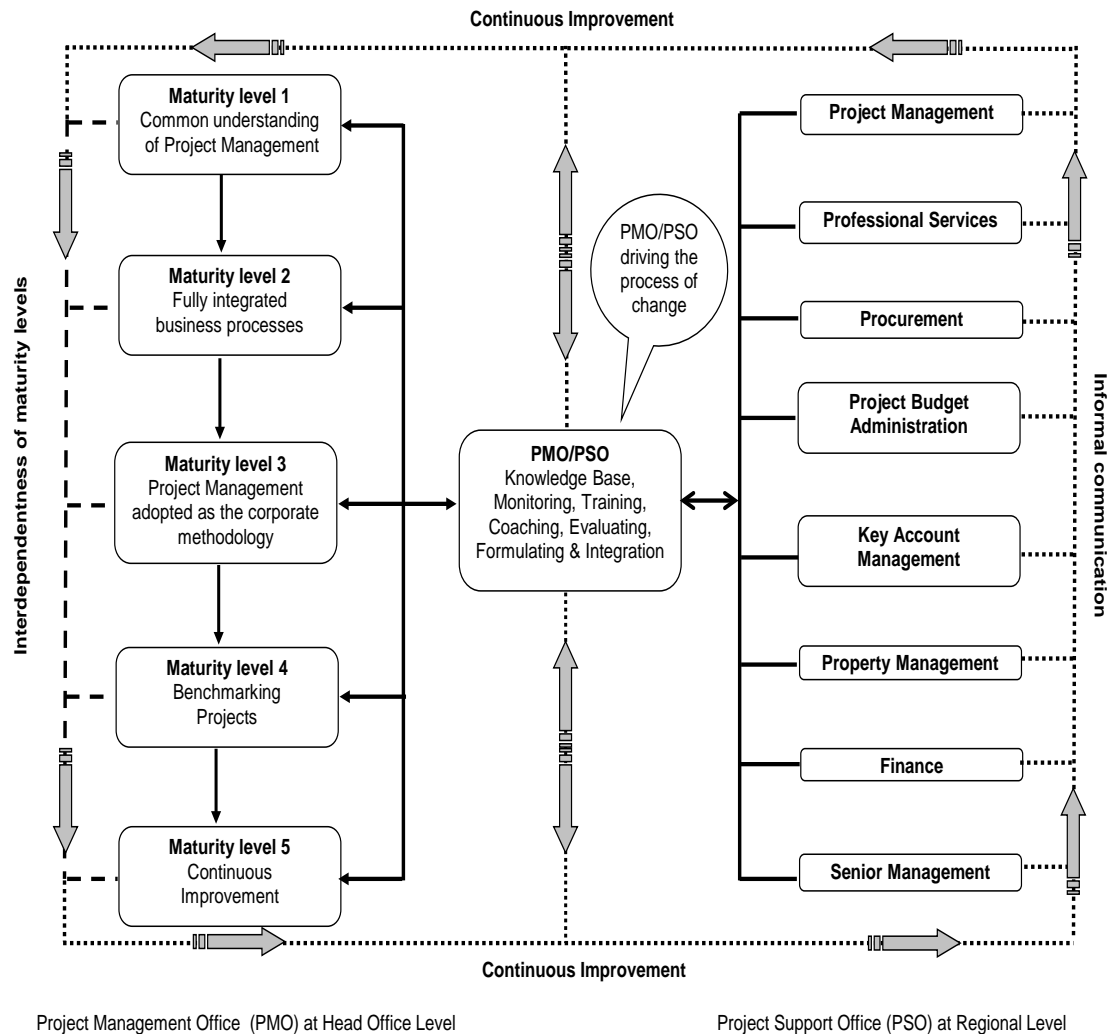 Continuous Improvement
Maturity level 1
Common understanding
of Project Management
Maturity level 2
Fully integrated
business processes
Maturity level 3
Project Management
adopted as the corporate
methodology
Maturity level 4
Benchmarking
Projects
Maturity level 5
Continuous
Improvement
Interdependentness of maturity levels
PMO/PSO
driving the
process of
change
PMO/PSO
Knowledge Base,
Monitoring, Training,
Coaching, Evaluating,
Formulating & Integration
Project Management
Professional Services
Procurement
Project Budget
Administration
Key Account
Management
Property Management
Finance
Senior Management
Informal communication
Continuous Improvement
Project Management Office (PMO) at Head Office Level
Project Support Office (PSO) at Regional Level